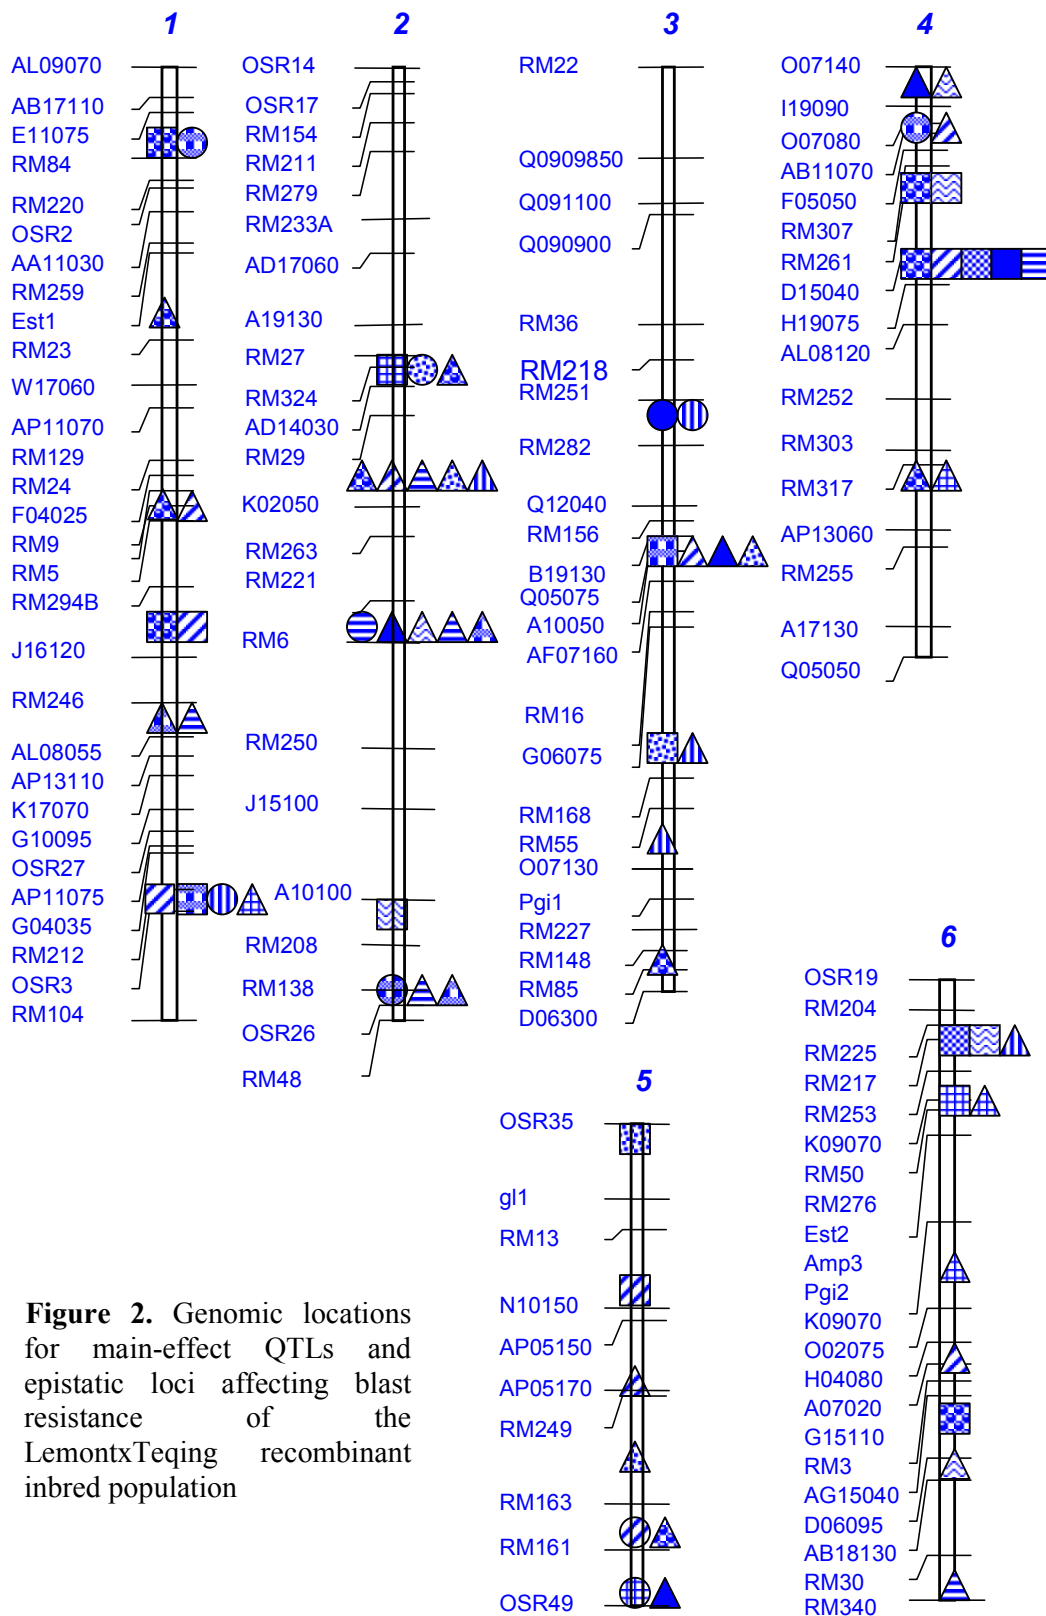 1
AL09070
AB17110
E11075
RM84
RM220
OSR2
AA11030
RM259
Est1
RM23
W17060
AP11070
RM129
RM24
F04025
RM9
RM5
RM294B
J16120
RM246
AL08055
AP13110
K17070
G10095
OSR27
AP11075
G04035
RM212
OSR3
RM104
2
OSR14
OSR17
RM154
RM211
RM279
RM233A
AD17060
A19130
RM27
RM324
AD14030
RM29
K02050
RM263
RM221
RM6
RM250
J15100
A10100
RM208
RM138
OSR26
RM48
3
RM22
Q0909850
Q091100
Q090900
RM36
RM218
RM251
RM282
Q12040
RM156
B19130
Q05075
A10050
AF07160
RM16
G06075
RM168
RM55
O07130
Pgi1
RM227
RM148
RM85
D06300
4
O07140
I19090
O07080
AB11070
F05050
RM307
RM261
D15040
H19075
AL08120
RM252
RM303
RM317
AP13060
RM255
A17130
Q05050
5
OSR35
gl1
RM13
N10150
AP05150
AP05170
RM249
RM163
RM161
OSR49
6
OSR19
RM204
RM225
RM217
RM253
K09070
RM50
RM276
Est2
Amp3
Pgi2
K09070
O02075
H04080
A07020
G15110
RM3
AG15040
D06095
AB18130
RM30
RM340
Figure 2. Genomic locations
for main-effect QTLs and
epistatic loci affecting blast
resistance of the
LemontxTeqing recombinant
inbred population